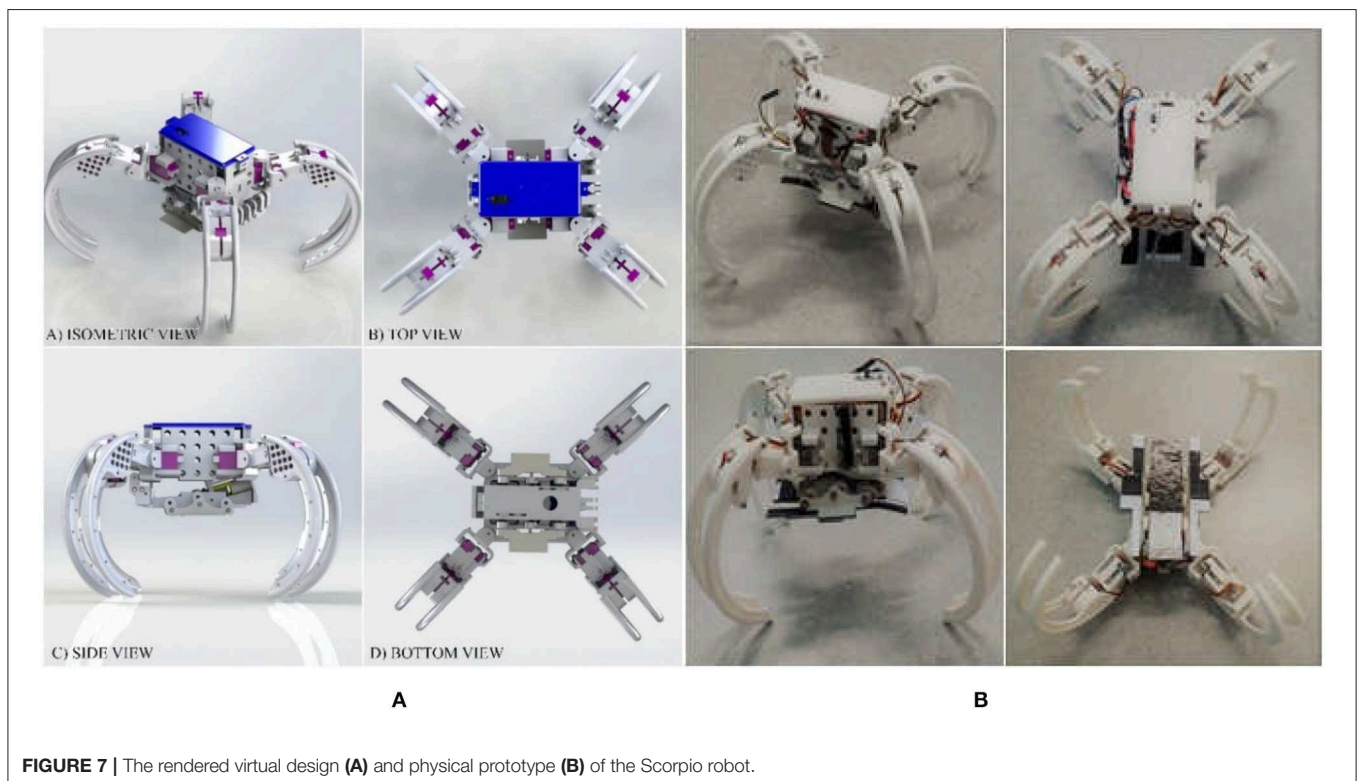 A) ISOMETRIC VIEW
B) TOP VIEW
C) SIDE VIEW
D) BOTTOM VIEW
A
B
FIGURE 7 | The rendered virtual design (A) and physical prototype (B) of the Scorpio robot.